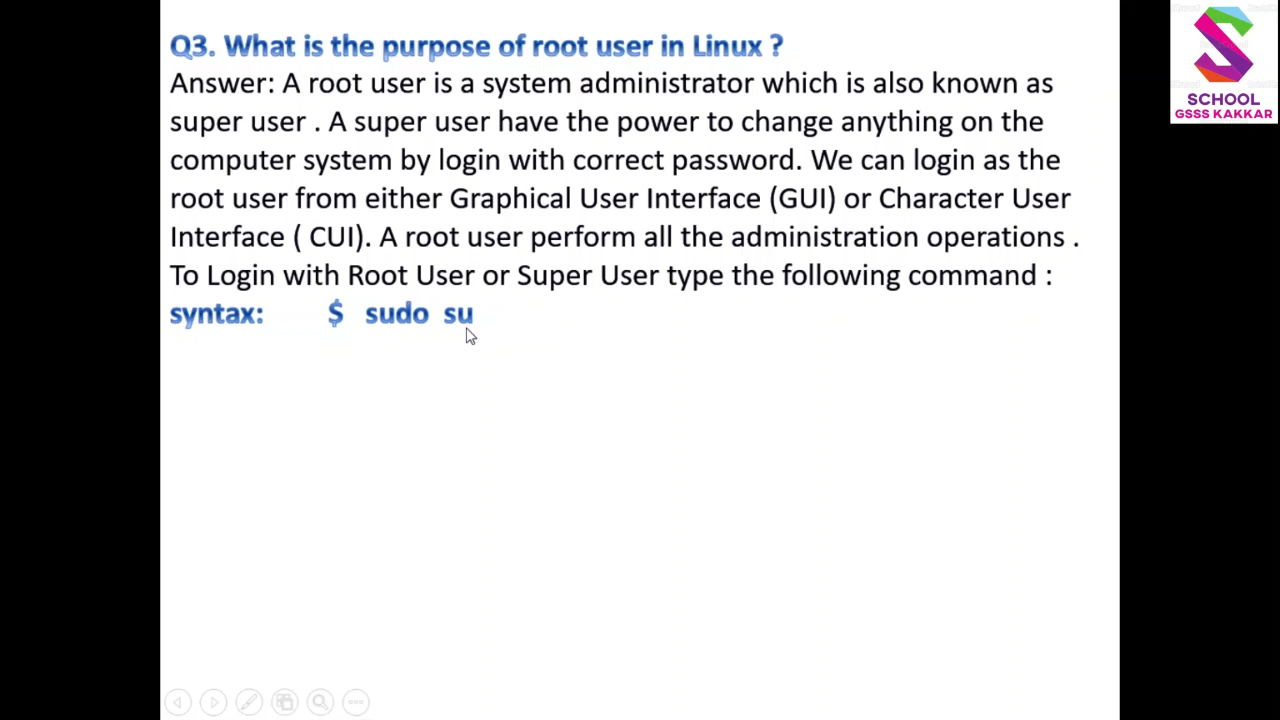 Q3. What is the purpose of root user in Linux ?
Answer: A root user is a system administrator which is also known as
super user . A super user have the power to change anything on the
computer system by login with correct password. We can login as the
root user from either Graphical User Interface (GUI) or Character User
Interface ( CUI). A root user perform all the administration operations .
To Login with Root User or Super User type the following command :
syntax: $ sudo su
SCHOOL
GSSS KAKKAR